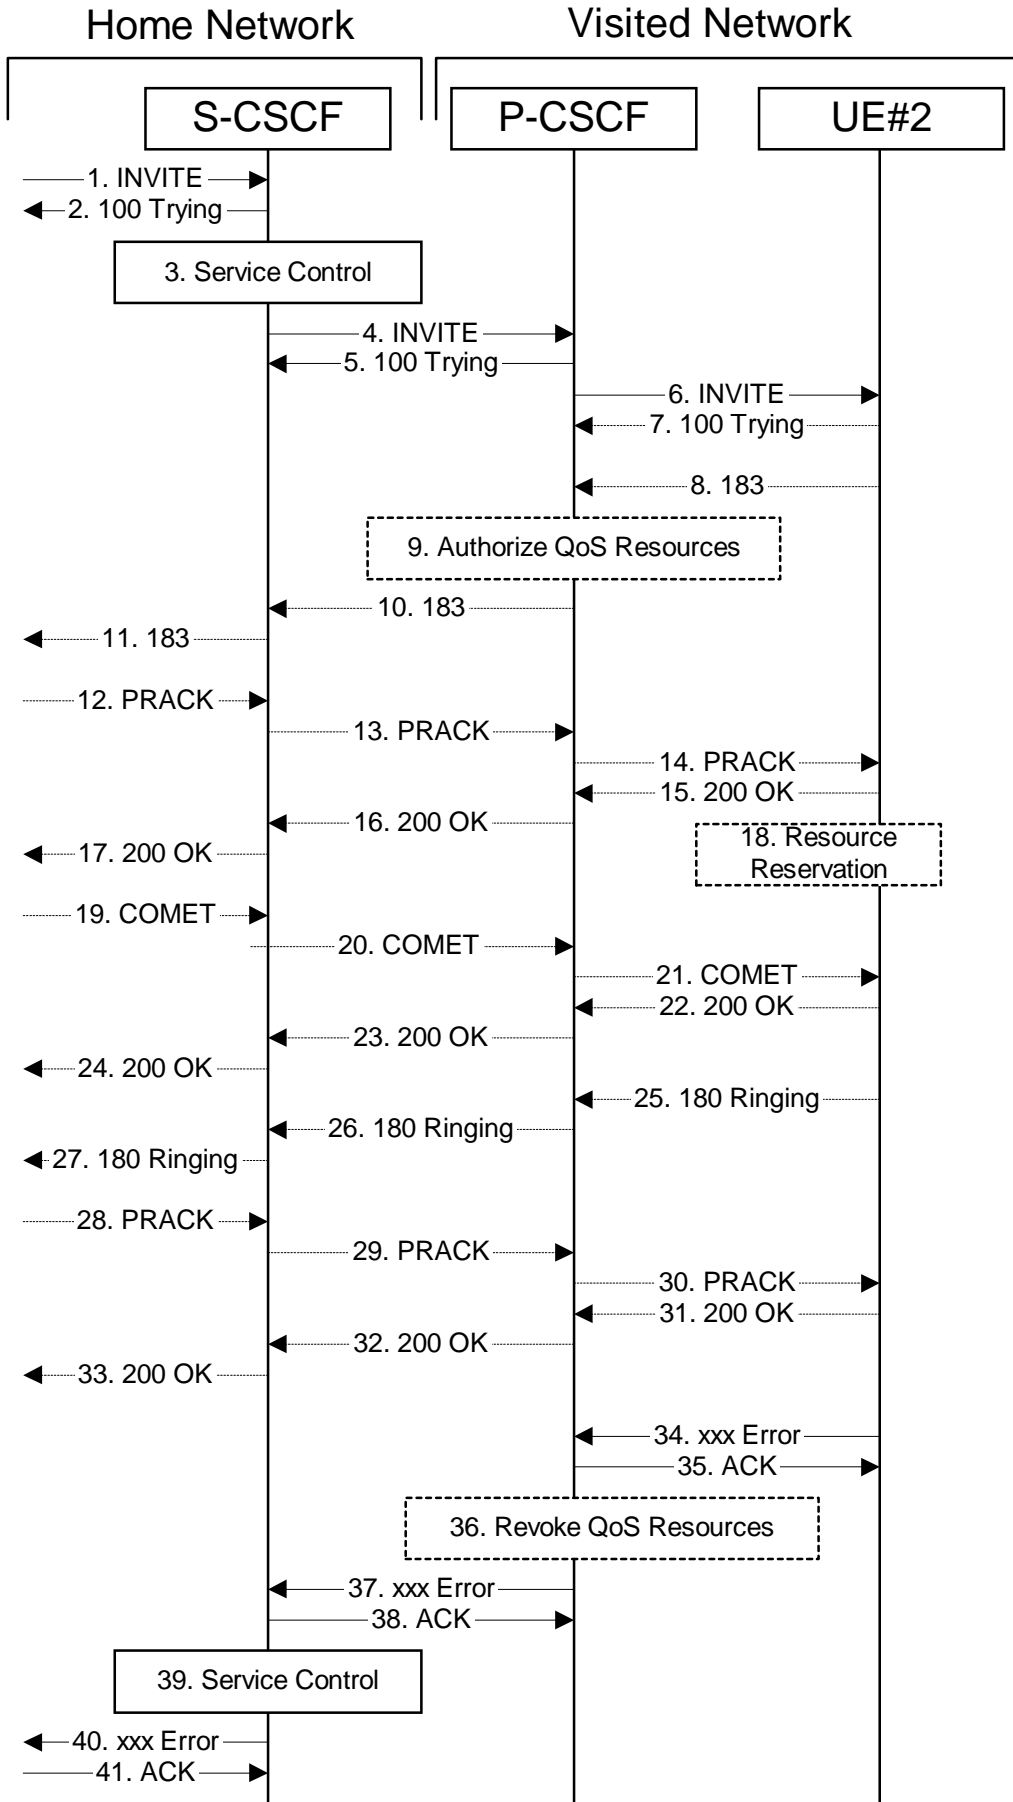 Home Network
Visited Network
S-CSCF
P-CSCF
UE#2
1. INVITE
2. 100 Trying
3. Service Control
4. INVITE
5. 100 Trying
6. INVITE
7. 100 Trying
8. 183
9. Authorize QoS Resources
10. 183
11. 183
12. PRACK
13. PRACK
14. PRACK
15. 200 OK
16. 200 OK
17. 200 OK
18. Resource
Reservation
19. COMET
20. COMET
21. COMET
22. 200 OK
23. 200 OK
24. 200 OK
25. 180 Ringing
26. 180 Ringing
27. 180 Ringing
28. PRACK
29. PRACK
30. PRACK
31. 200 OK
32. 200 OK
33. 200 OK
34. xxx Error
35. ACK
36. Revoke QoS Resources
37. xxx Error
38. ACK
39. Service Control
40. xxx Error
41. ACK